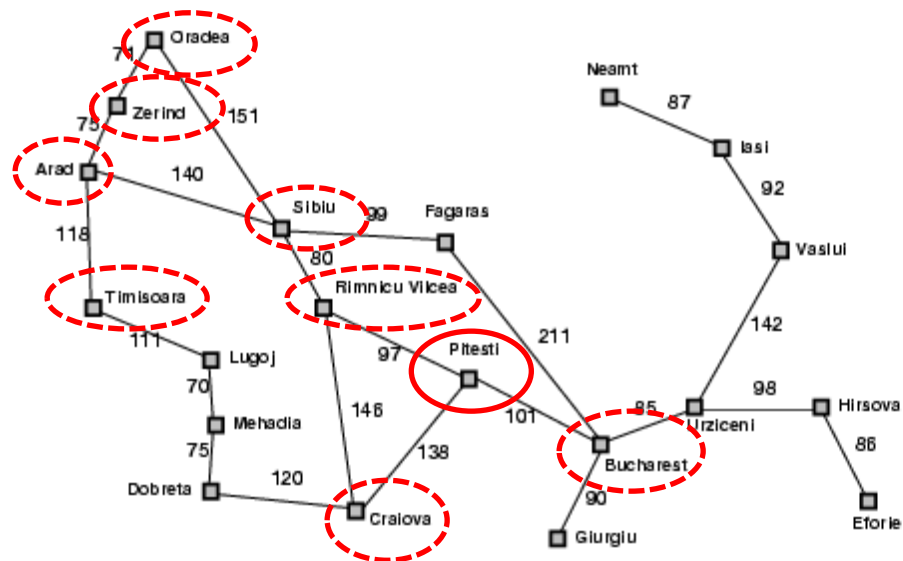 Oradea
71
Neamt
87
Zerind
151
75
Iasi
Arad
140
92
Sibiu
99
Fagaras
118
80
Vaslui
Rimnicu Vilcea
Timisoara
111
211
142
Lugoj
97
Pitesti
70
98
Hirsova
146
101
85
Mehadia
Urziceni
75
138
86
Bucharest
120
Dobreta
90
Craiova
Eforie
Giurgiu